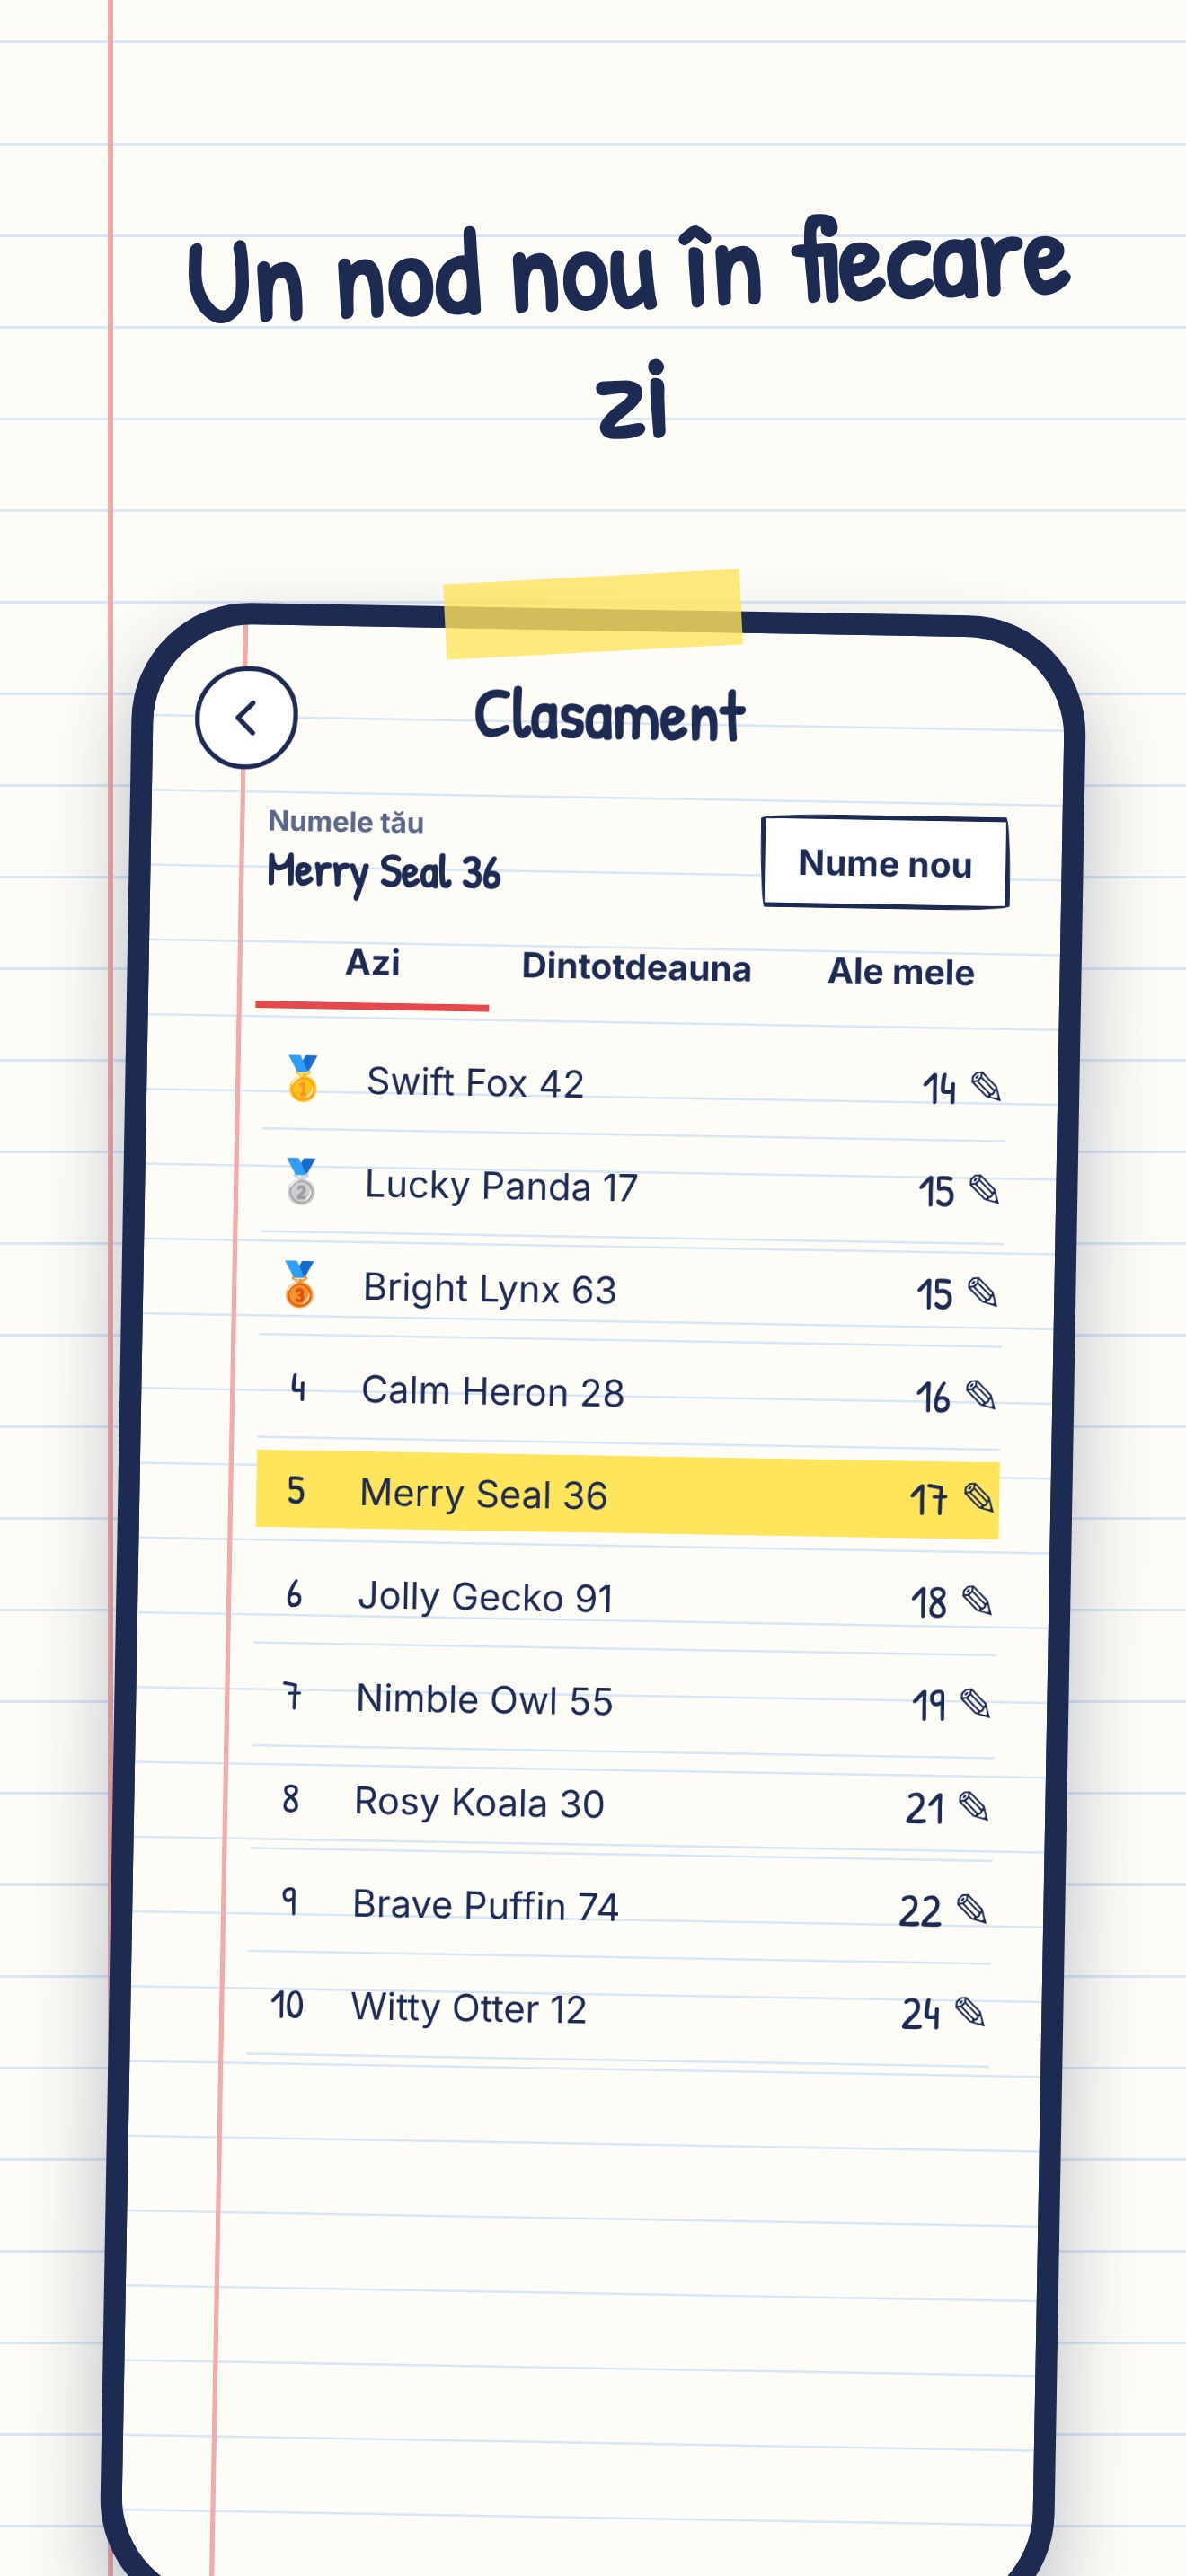 Un nod nou în fiecare
zi
Clasament
Numele tău
Merry Seal 36
Nume nou
Azi Dintotdeauna Ale mele
1 Swift Fox 42 14
2 Lucky Panda 17 15
3 Bright Lynx 63 15
4 Calm Heron 28 16
5 Merry Seal 36 17
6 Jolly Gecko 91 18
7 Nimble Owl 55 19
8 Rosy Koala 30 21
9 Brave Puffin 74 22
10 Witty Otter 12 24